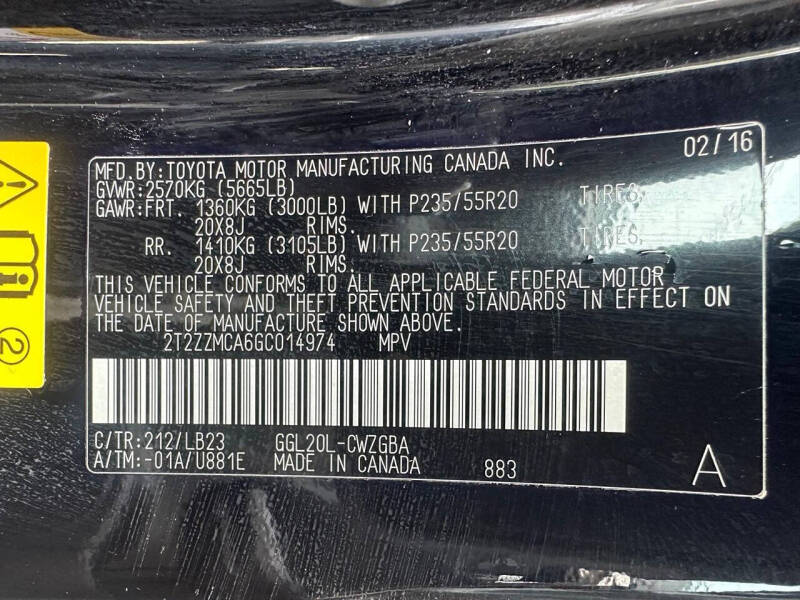 MFD.BY:TOYOTA MOTOR MANUFACTURING CANADA INC. 02/16
GVWR:2570KG (5665LB)
GAWR:FRT. 1360KG (3000LB) WITH P235/55R20 TIRES,
20X8J RIMS.
RR. 1410KG (3105LB) WITH P235/55R20 TIRES,
20X8J RIMS.
THIS VEHICLE CONFORMS TO ALL APPLICABLE FEDERAL MOTOR
VEHICLE SAFETY AND THEFT PREVENTION STANDARDS IN EFFECT ON
THE DATE OF MANUFACTURE SHOWN ABOVE.
2T2ZZMCA6GC014974 MPV
C/TR:212/LB23 GGL20L-CWZGBA
A/TM:-01A/U881E MADE IN CANADA 883 A
2